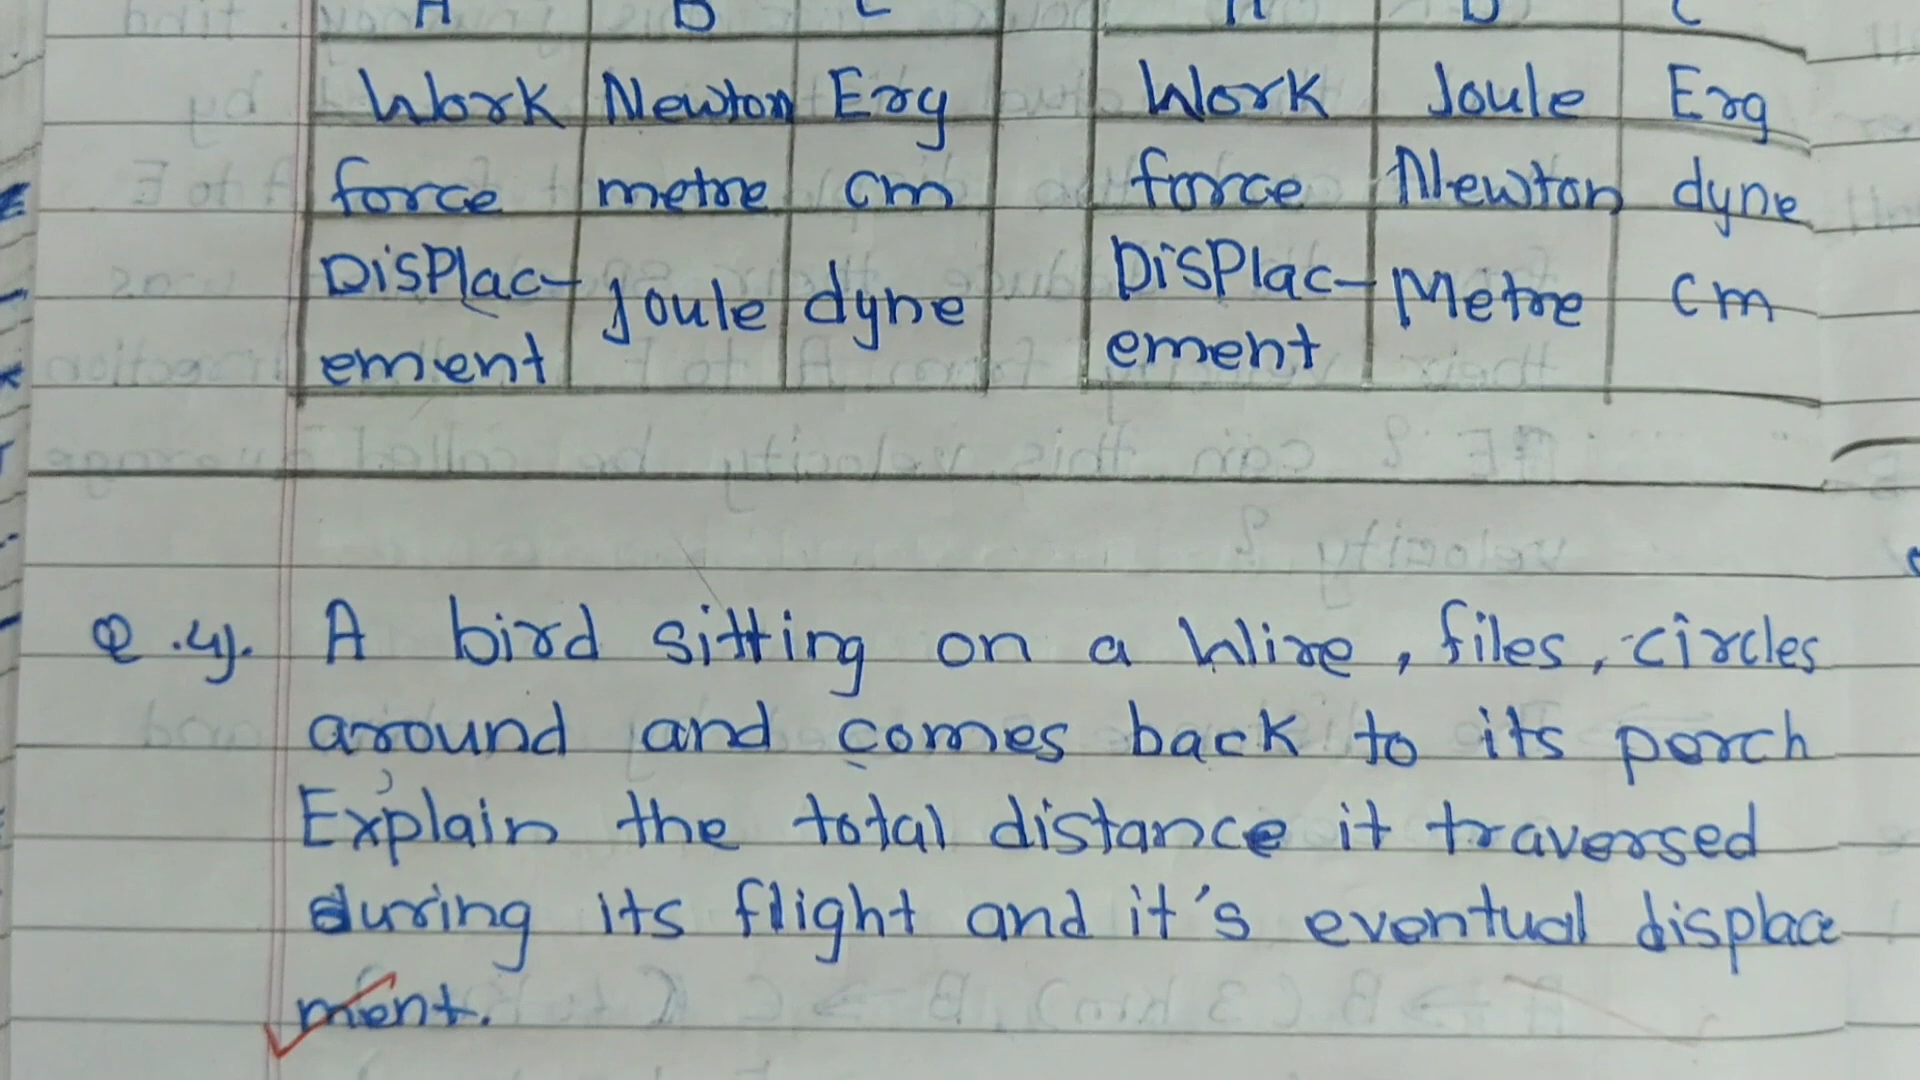 A B C A B C
Work Newton Erg Work Joule Erg
force metre cm force Newton dyne
Displac- Joule dyne Displac- Metre cm
ement ement
Q.4). A bird sitting on a Wire, files, circles
around and comes back to its perch
Explain the total distance it traversed
during its flight and it's eventual displace
ment.